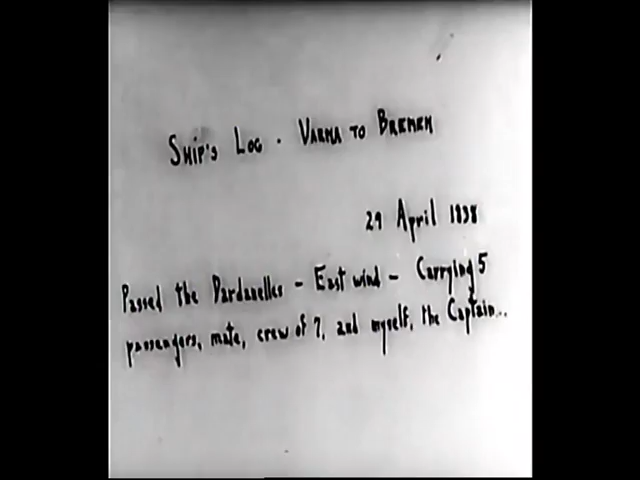 Ship's Log - Varna to Bremen
29 April 1838
Passed the Dardanelles - East wind - Carrying 5
passengers, mate, crew of 7, and myself, the Captain...